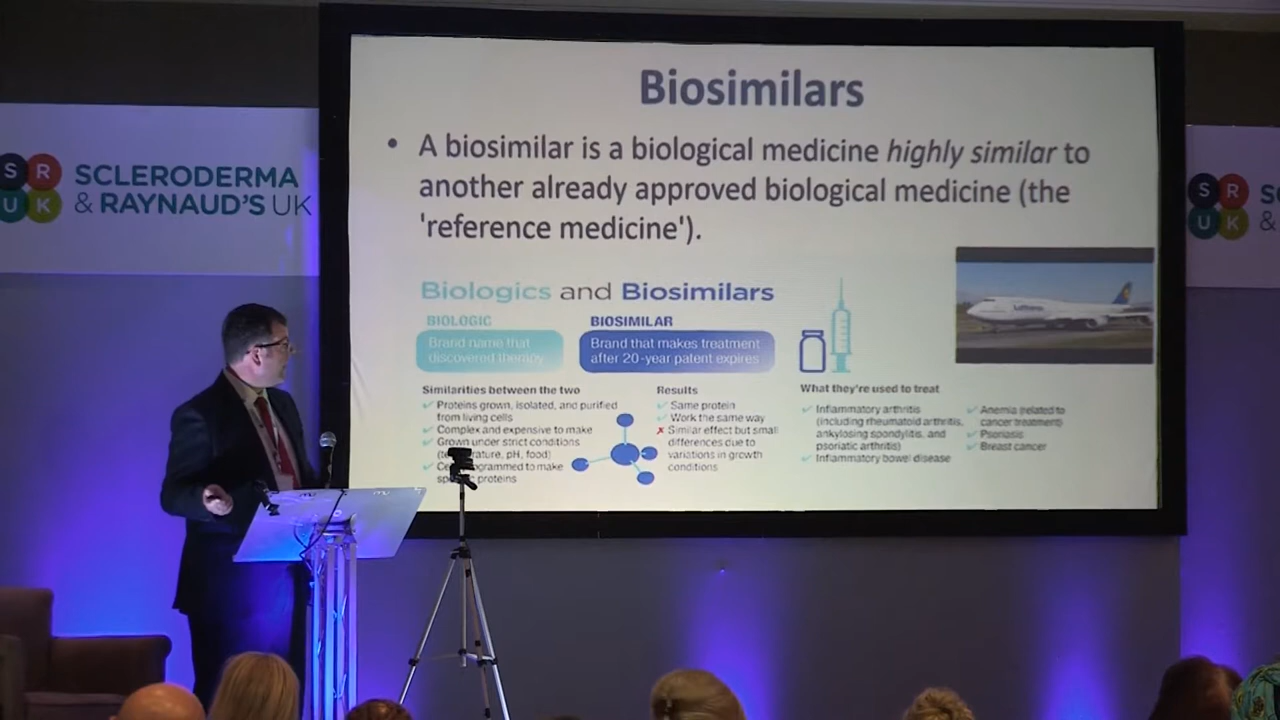 Biosimilars
• A biosimilar is a biological medicine highly similar to
another already approved biological medicine (the
'reference medicine').
S R
U K
SCLERODERMA
& RAYNAUD'S UK
S R
U K
Biologics and Biosimilars
BIOLOGIC
Brand name that
discovered therapy
BIOSIMILAR
Brand that makes treatment
after 20-year patent expires
Similarities between the two
Proteins grown, isolated, and purified
from living cells
Complex and expensive to make
Grown under strict conditions
pH, food)
to make
proteins
Results
Same protein
Work the same way
Similar effect but small
differences due to
variations in growth
conditions
What they're used to treat
Inflammatory arthritis
(including rheumatoid arthritis,
ankylosing spondylitis, and
psoriatic arthritis)
Inflammatory bowel disease
Anemia (related to
cancer treatment)
Psoriasis
Breast cancer